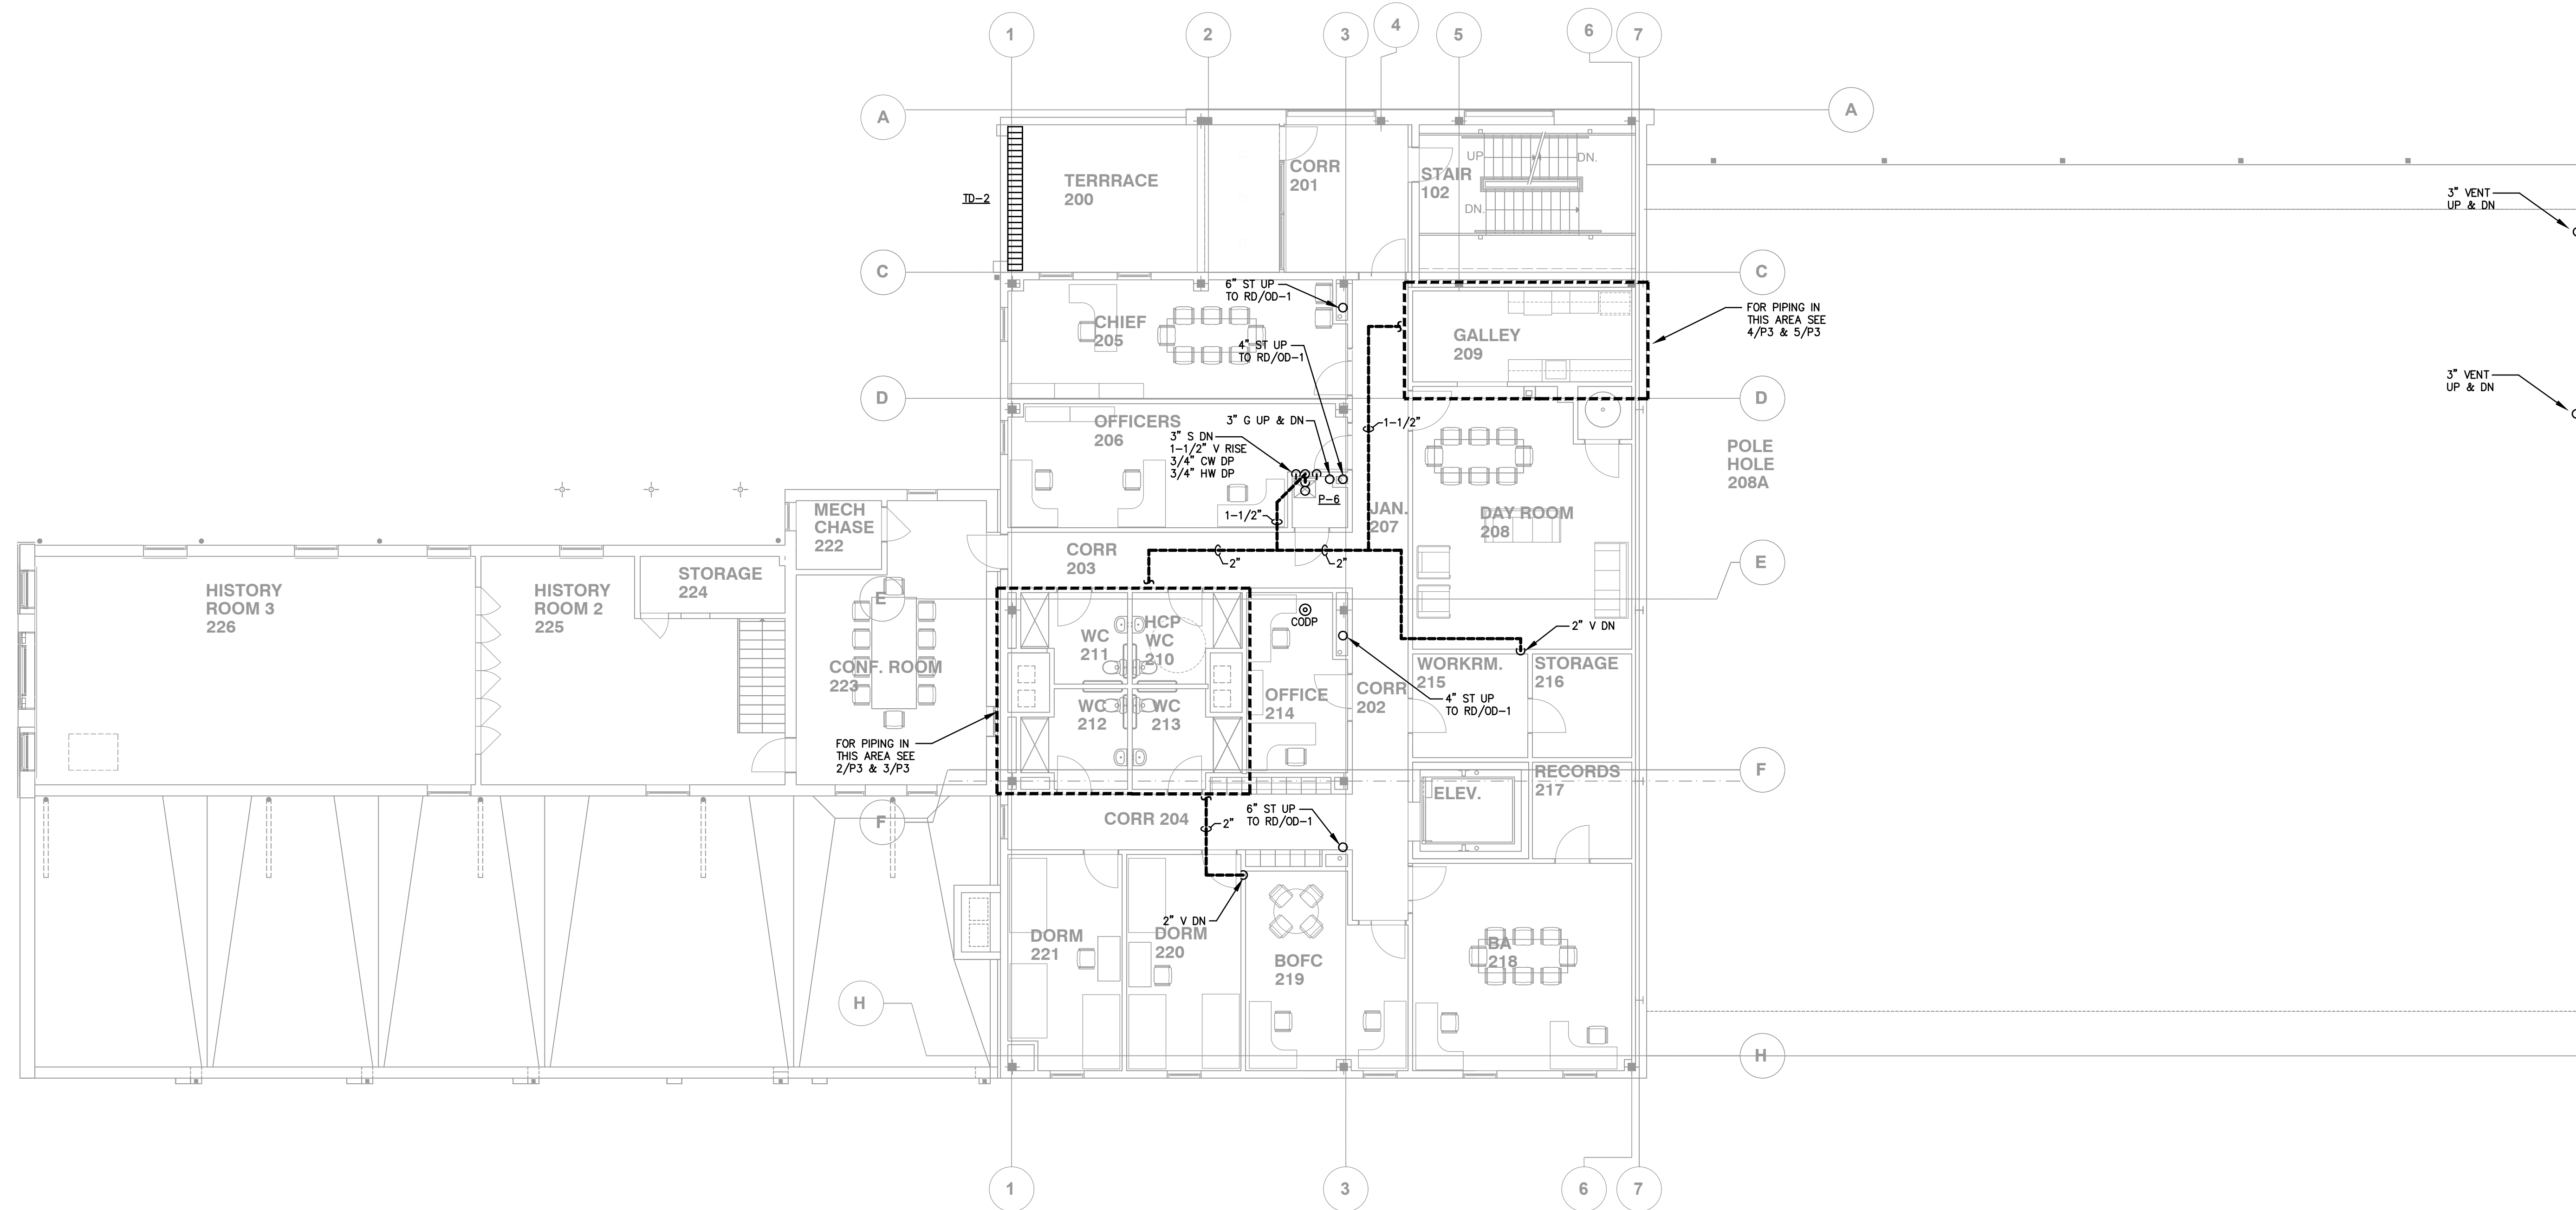 1
2
3
4
5
6
7
A
A
TERRRACE
200
CORR
201
STAIR
102
UP
DN.
DN.
TD-2
3" VENT
UP & DN
C
C
6" ST UP
TO RD/OD-1
CHIEF
205
4" ST UP
TO RD/OD-1
GALLEY
209
FOR PIPING IN
THIS AREA SEE
4/P3 & 5/P3
3" VENT
UP & DN
D
D
OFFICERS
206
3" G UP & DN
3" S DN
1-1/2" V RISE
3/4" CW DP
3/4" HW DP
1-1/2"
P-6
1-1/2"
JAN.
207
DAY ROOM
208
POLE
HOLE
208A
MECH
CHASE
222
CORR
203
2"
2"
E
E
HISTORY
ROOM 3
226
HISTORY
ROOM 2
225
STORAGE
224
CONF. ROOM
223
WC
211
HCP
WC
210
WC
212
WC
213
CODP
OFFICE
214
CORR
202
2" V DN
WORKRM.
215
STORAGE
216
4" ST UP
TO RD/OD-1
FOR PIPING IN
THIS AREA SEE
2/P3 & 3/P3
F
F
RECORDS
217
ELEV.
CORR 204
2"
6" ST UP
TO RD/OD-1
2" V DN
DORM
221
DORM
220
BOFC
219
BA
218
H
H
1
3
6
7